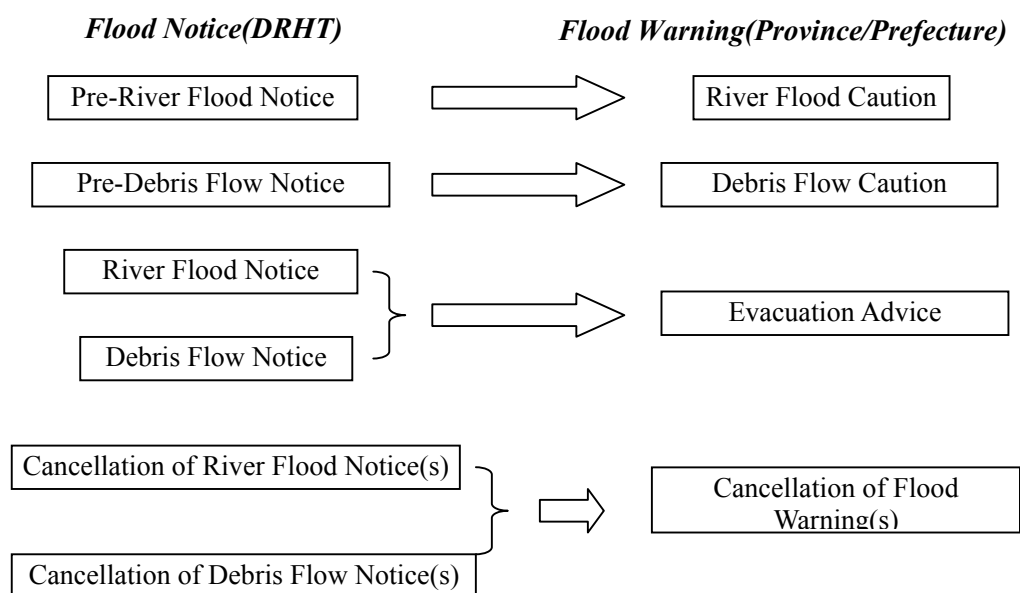 Flood Notice(DRHT)
Flood Warning(Province/Prefecture)
Pre-River Flood Notice
River Flood Caution
Pre-Debris Flow Notice
Debris Flow Caution
River Flood Notice
Debris Flow Notice
Evacuation Advice
Cancellation of River Flood Notice(s)
Cancellation of Debris Flow Notice(s)
Cancellation of Flood
Warning(s)